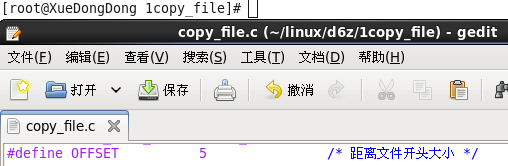 [root@XueDongDong 1copy_file]#
copy_file.c (~/linux/d6z/1copy_file) - gedit
文件(F) 编辑(E) 查看(V) 搜索(S) 工具(T) 文档(D) 帮助(H)
打开 保存 撤消
copy_file.c
#define OFFSET 5 /* 距离文件开头大小 */